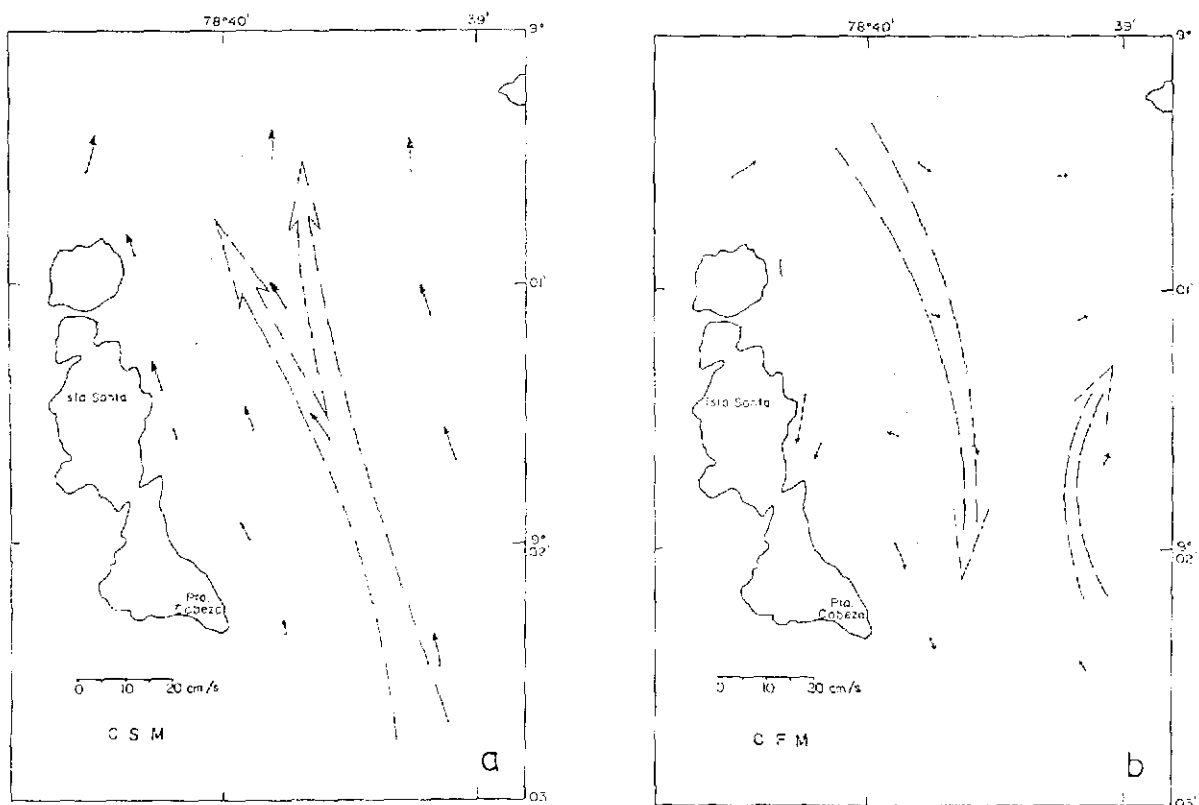 78°40' 39'
9°
01'
Isla Santa
9°
02'
Pta.
Cabeza
0 10 20 cm/s
C S M
a
03'
78°40' 39'
9°
01'
Isla Santa
9°
02'
Pta.
Cabeza
0 10 20 cm/s
C F M
b
03'